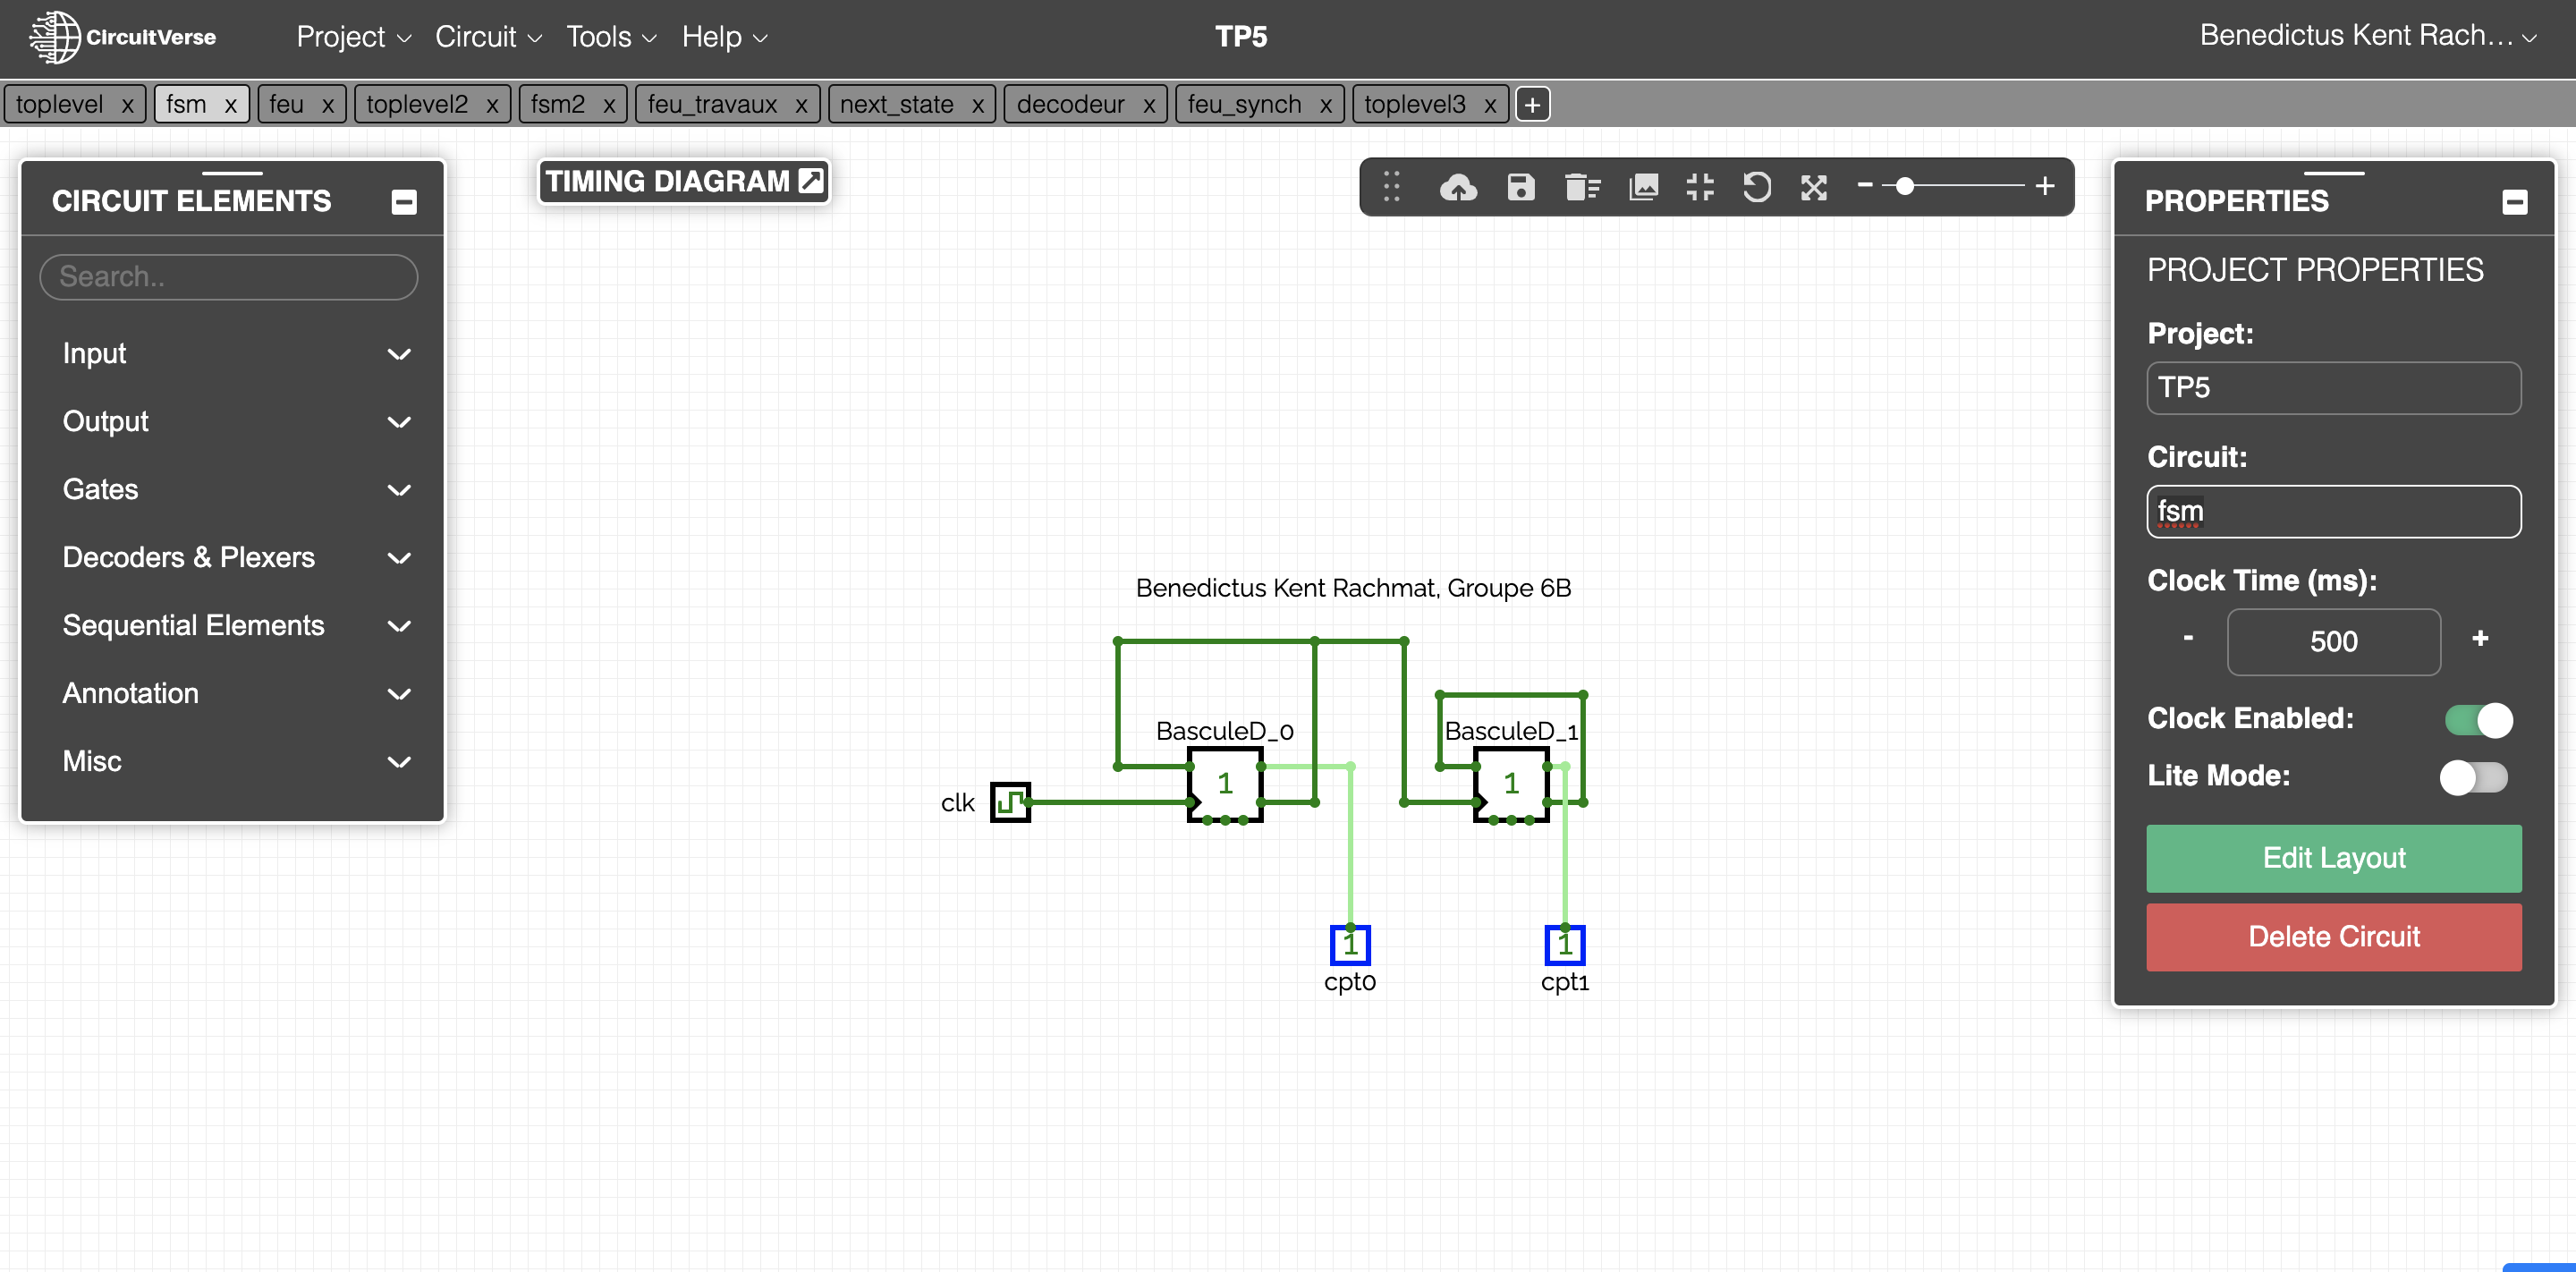 CircuitVerse Project Circuit Tools Help TP5 Benedictus Kent Rach...
toplevel x fsm x feu x toplevel2 x fsm2 x feu_travaux x next_state x decodeur x feu_synch x toplevel3 x +
CIRCUIT ELEMENTS
Search..
Input
Output
Gates
Decoders & Plexers
Sequential Elements
Annotation
Misc
TIMING DIAGRAM
Benedictus Kent Rachmat, Groupe 6B
BasculeD_0 BasculeD_1
1 1
clk
1 1
cpt0 cpt1
PROPERTIES
PROJECT PROPERTIES
Project:
TP5
Circuit:
fsm
Clock Time (ms):
- 500 +
Clock Enabled:
Lite Mode:
Edit Layout
Delete Circuit